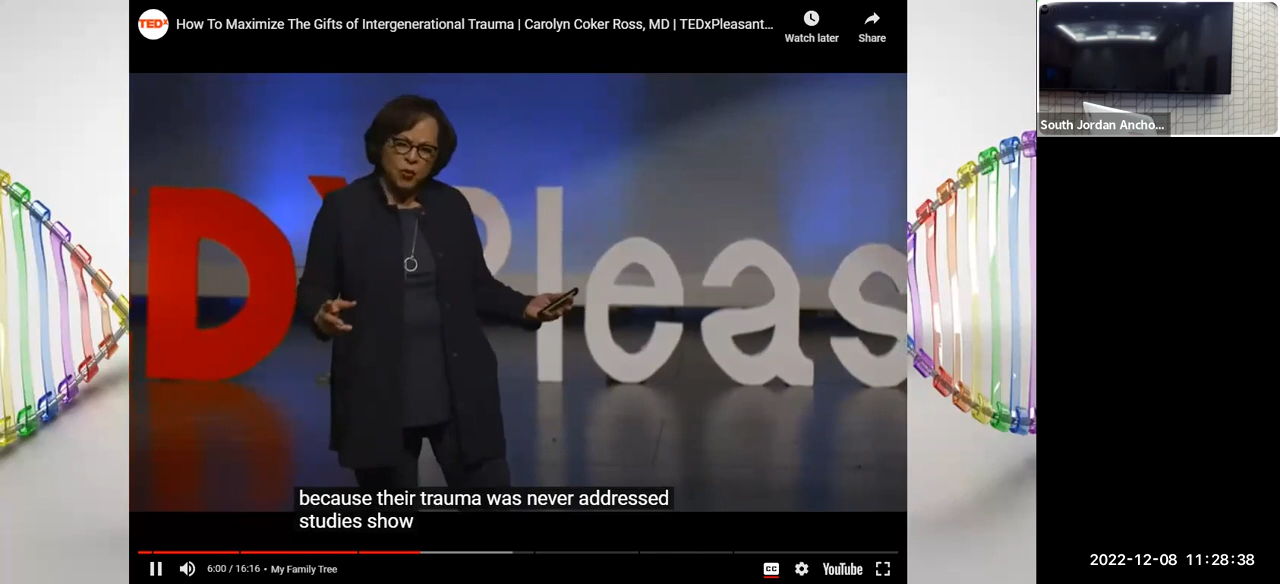 TEDx How To Maximize The Gifts of Intergenerational Trauma | Carolyn Coker Ross, MD | TEDxPleasant...
Watch later
Share
South Jordan Ancho...
D Pleas
because their trauma was never addressed
studies show
6:00 / 16:16 • My Family Tree
CC
YouTube
2022-12-08 11:28:38